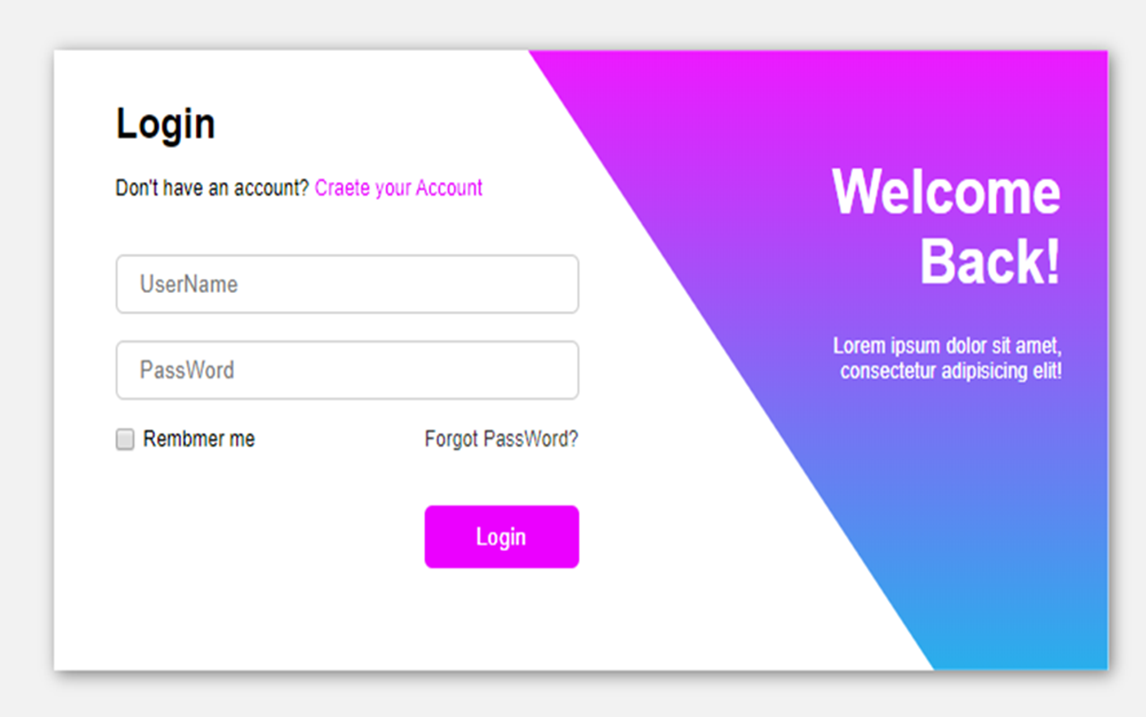 Login
Don't have an account? Craete your Account
UserName
PassWord
Rembmer me
Forgot PassWord?
Login
Welcome
Back!
Lorem ipsum dolor sit amet,
consectetur adipisicing elit!